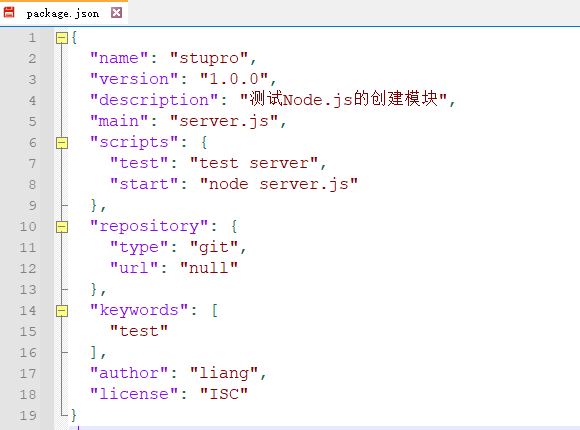 package.json
1 {
2 "name": "stupro",
3 "version": "1.0.0",
4 "description": "测试Node.js的创建模块",
5 "main": "server.js",
6 "scripts": {
7 "test": "test server",
8 "start": "node server.js"
9 },
10 "repository": {
11 "type": "git",
12 "url": "null"
13 },
14 "keywords": [
15 "test"
16 ],
17 "author": "liang",
18 "license": "ISC"
19 }